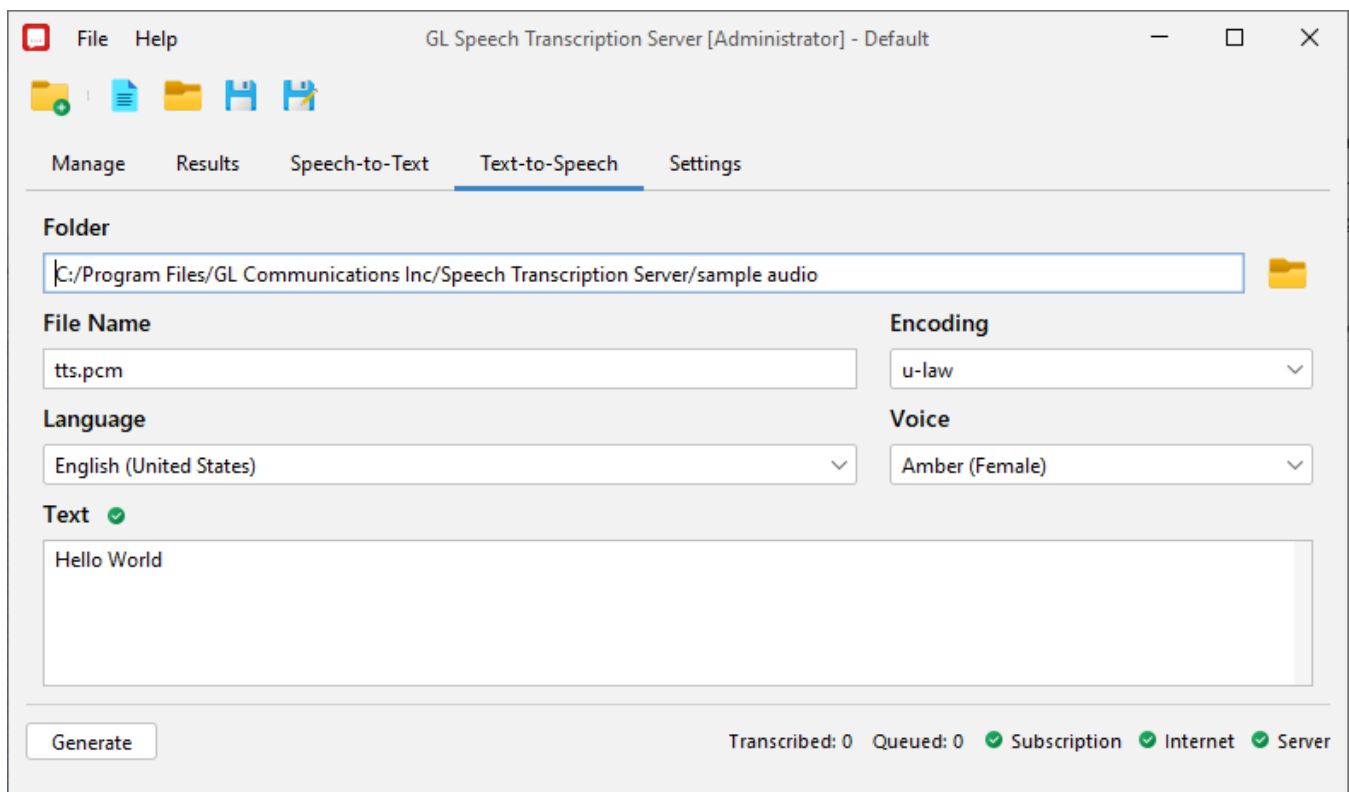 File Help GL Speech Transcription Server [Administrator] - Default
Manage Results Speech-to-Text Text-to-Speech Settings
Folder
C:/Program Files/GL Communications Inc/Speech Transcription Server/sample audio
File Name Encoding
tts.pcm u-law
Language Voice
English (United States) Amber (Female)
Text
Hello World
Generate Transcribed: 0 Queued: 0 Subscription Internet Server